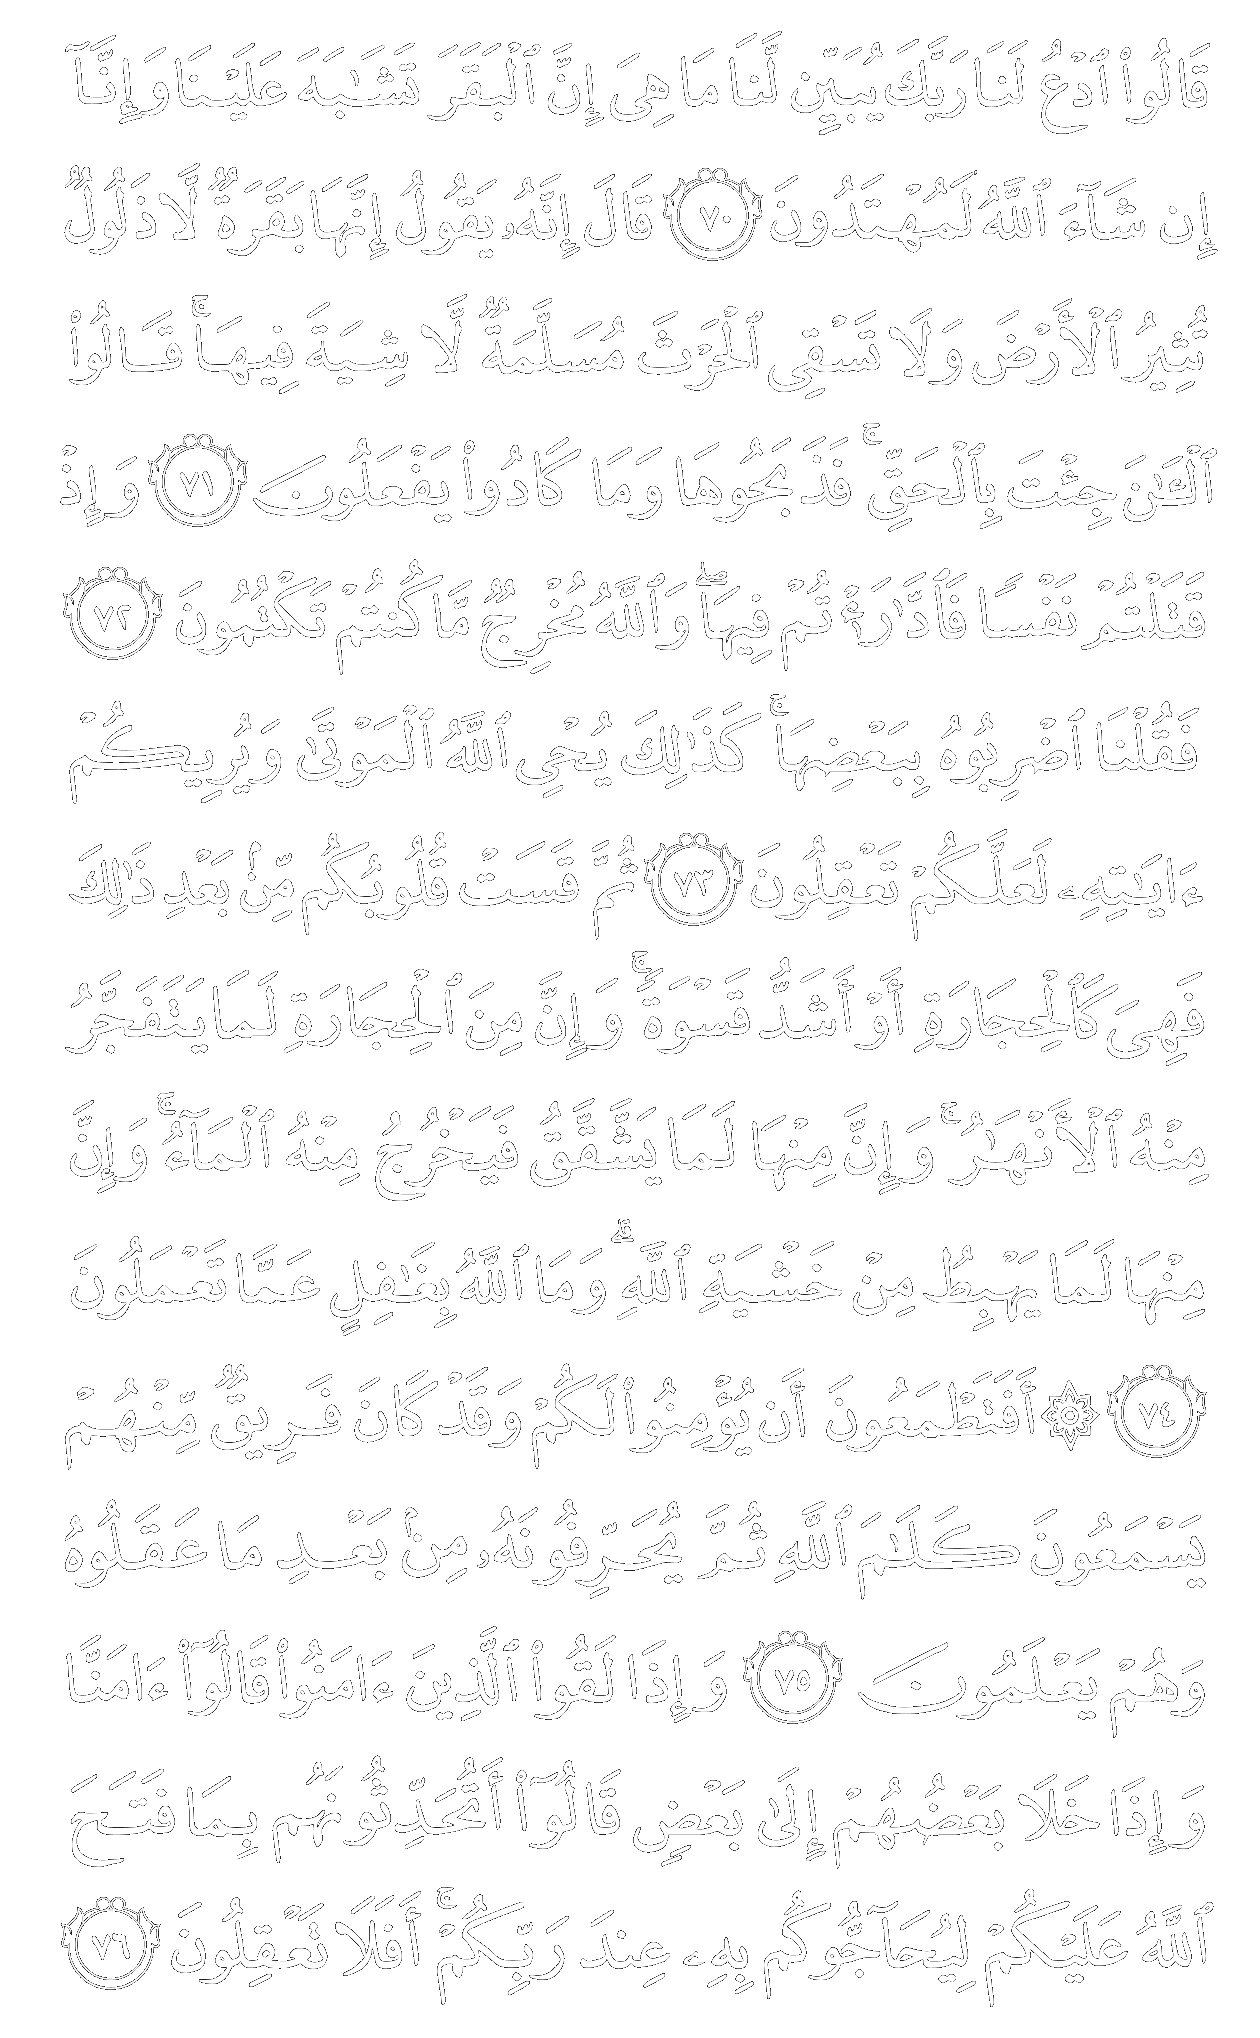 قَالُوا۟ ٱدْعُ لَنَا رَبَّكَ يُبَيِّن لَّنَا مَا هِىَ إِنَّ ٱلْبَقَرَ تَشَـٰبَهَ عَلَيْنَا وَإِنَّآ
إِن شَآءَ ٱللَّهُ لَمُهْتَدُونَ ٧٠ قَالَ إِنَّهُۥ يَقُولُ إِنَّهَا بَقَرَةٌ لَّا ذَلُولٌ
تُثِيرُ ٱلْأَرْضَ وَلَا تَسْقِى ٱلْحَرْثَ مُسَلَّمَةٌ لَّا شِيَةَ فِيهَا ۚ قَالُوا۟
ٱلْـَٔـٰنَ جِئْتَ بِٱلْحَقِّ ۚ فَذَبَحُوهَا وَمَا كَادُوا۟ يَفْعَلُونَ ٧١ وَإِذْ
قَتَلْتُمْ نَفْسًا فَٱدَّٰرَْٰٔتُمْ فِيهَا ۖ وَٱللَّهُ مُخْرِجٌ مَّا كُنتُمْ تَكْتُمُونَ ٧٢
فَقُلْنَا ٱضْرِبُوهُ بِبَعْضِهَا ۚ كَذَٰلِكَ يُحْىِ ٱللَّهُ ٱلْمَوْتَىٰ وَيُرِيكُمْ
ءَايَـٰتِهِۦ لَعَلَّكُمْ تَعْقِلُونَ ٧٣ ثُمَّ قَسَتْ قُلُوبُكُم مِّنۢ بَعْدِ ذَٰلِكَ
فَهِىَ كَٱلْحِجَارَةِ أَوْ أَشَدُّ قَسْوَةً ۚ وَإِنَّ مِنَ ٱلْحِجَارَةِ لَمَا يَتَفَجَّرُ
مِنْهُ ٱلْأَنْهَـٰرُ ۚ وَإِنَّ مِنْهَا لَمَا يَشَّقَّقُ فَيَخْرُجُ مِنْهُ ٱلْمَآءُ ۚ وَإِنَّ
مِنْهَا لَمَا يَهْبِطُ مِنْ خَشْيَةِ ٱللَّهِ ۗ وَمَا ٱللَّهُ بِغَـٰفِلٍ عَمَّا تَعْمَلُونَ
٧٤ ۞ أَفَتَطْمَعُونَ أَن يُؤْمِنُوا۟ لَكُمْ وَقَدْ كَانَ فَرِيقٌ مِّنْهُمْ
يَسْمَعُونَ كَلَـٰمَ ٱللَّهِ ثُمَّ يُحَرِّفُونَهُۥ مِنۢ بَعْدِ مَا عَقَلُوهُ
وَهُمْ يَعْلَمُونَ ٧٥ وَإِذَا لَقُوا۟ ٱلَّذِينَ ءَامَنُوا۟ قَالُوٓا۟ ءَامَنَّا
وَإِذَا خَلَا بَعْضُهُمْ إِلَىٰ بَعْضٍ قَالُوٓا۟ أَتُحَدِّثُونَهُم بِمَا فَتَحَ
ٱللَّهُ عَلَيْكُمْ لِيُحَآجُّوكُم بِهِۦ عِندَ رَبِّكُمْ ۚ أَفَلَا تَعْقِلُونَ ٧٦